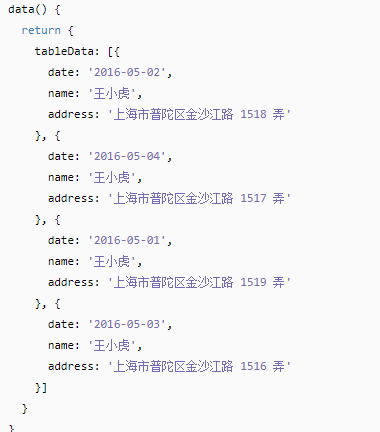 data() {
return {
tableData: [{
date: '2016-05-02',
name: '王小虎',
address: '上海市普陀区金沙江路 1518 弄'
}, {
date: '2016-05-04',
name: '王小虎',
address: '上海市普陀区金沙江路 1517 弄'
}, {
date: '2016-05-01',
name: '王小虎',
address: '上海市普陀区金沙江路 1519 弄'
}, {
date: '2016-05-03',
name: '王小虎',
address: '上海市普陀区金沙江路 1516 弄'
}]
}
}